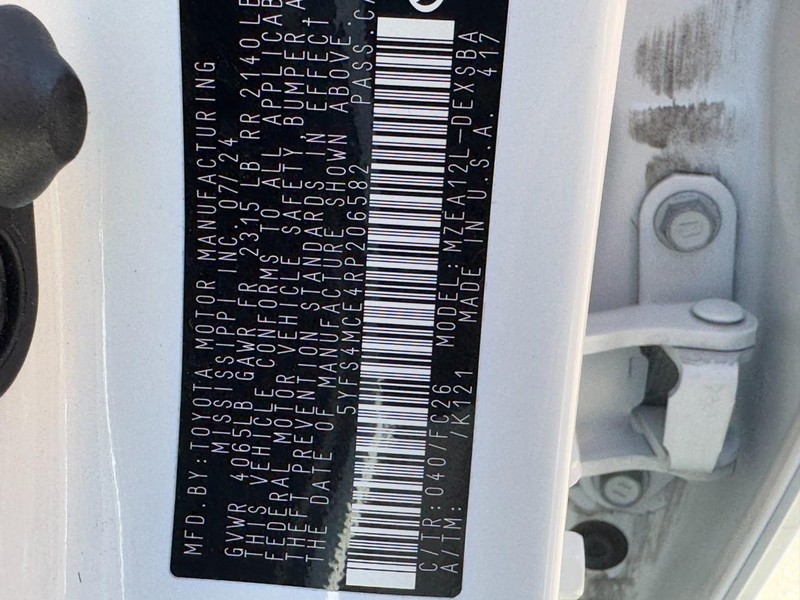 MFD. BY: TOYOTA MOTOR MANUFACTURING
MISSISSIPPI INC. 07/24
GVWR 4065LB GAWR FR 2315 LB RR 2140 LB
THIS VEHICLE CONFORMS TO ALL APPLICAB
FEDERAL MOTOR VEHICLE SAFETY BUMPER A
THEFT PREVENTION STANDARDS IN EFFECT
THE DATE OF MANUFACTURE SHOWN ABOVE.
5YFS4MCE4RP206582 PASS.CA
C/TR: 040/FC26 MODEL: MZEA12L-DEXSBA
A/TM: /K121 MADE IN U.S.A. 417